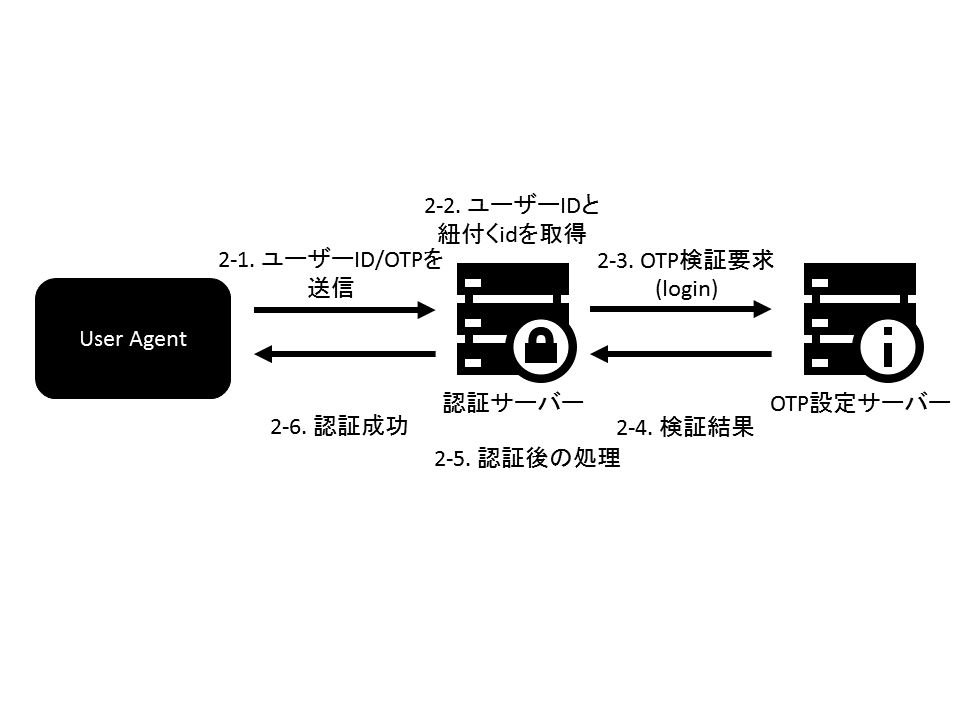 2-2. ユーザーIDと
紐付くidを取得
2-1. ユーザーID/OTPを
送信
2-3. OTP検証要求
(login)
User Agent
認証サーバー
OTP設定サーバー
2-6. 認証成功
2-4. 検証結果
2-5. 認証後の処理